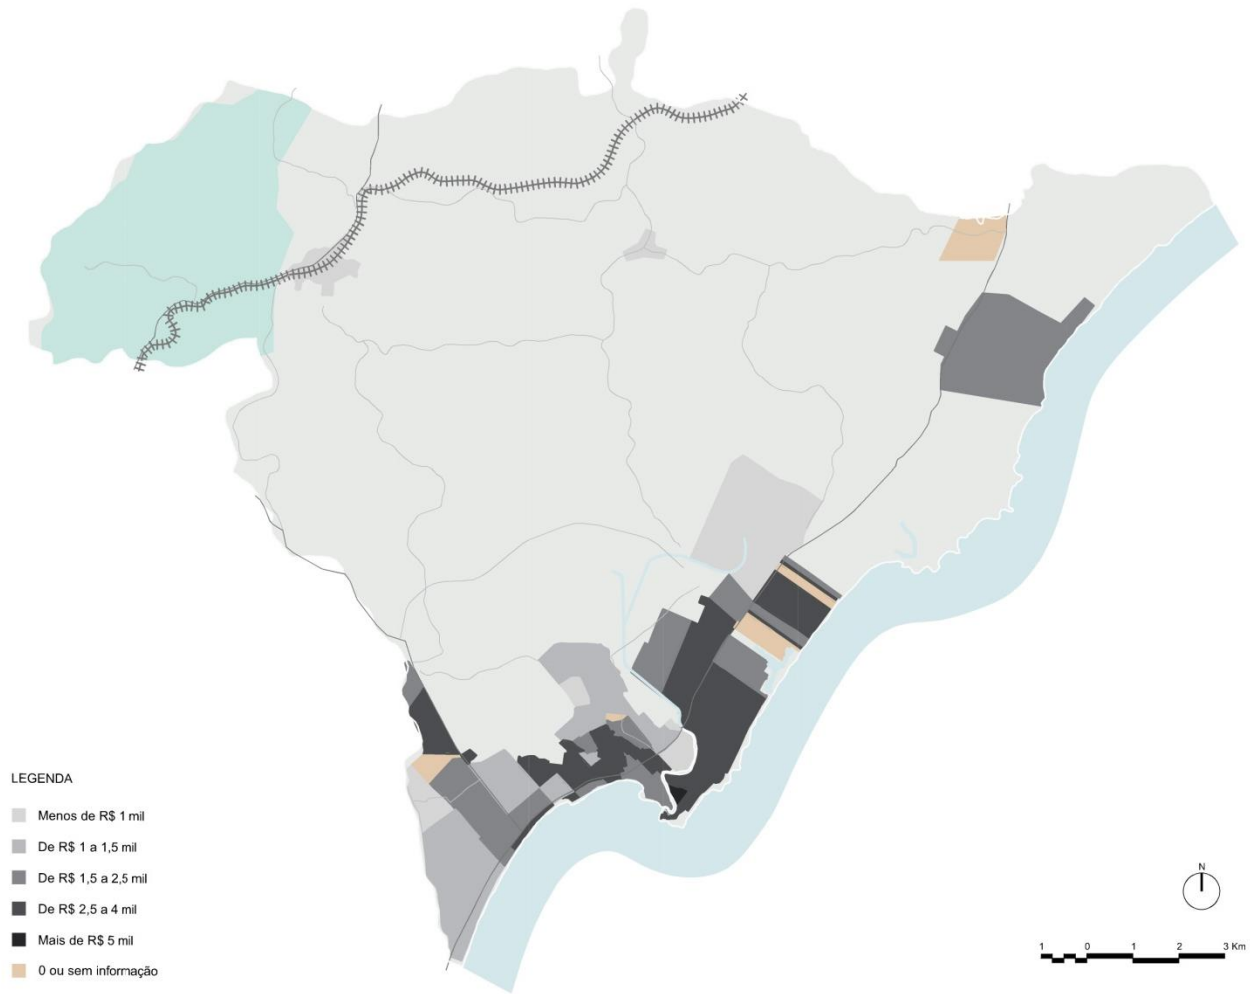 LEGENDA
Menos de R$ 1 mil
De R$ 1 a 1,5 mil
De R$ 1,5 a 2,5 mil
De R$ 2,5 a 4 mil
Mais de R$ 5 mil
0 ou sem infornação
N
1 0 1 2 3 Km